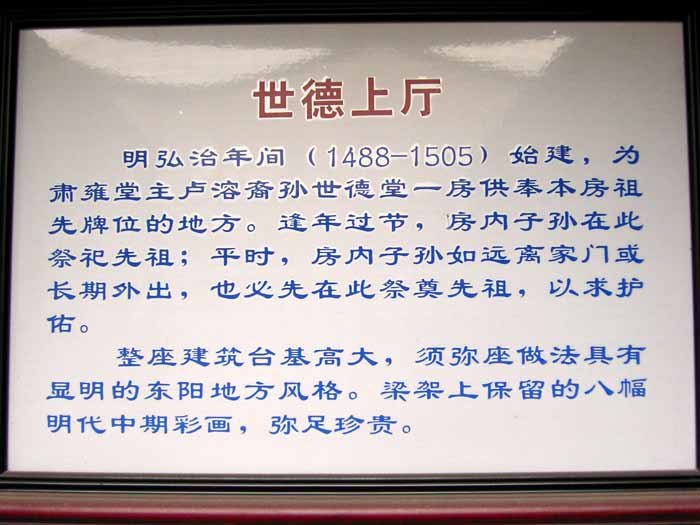 世德上厅
明弘治年间（1488-1505）始建，为
肃雍堂主卢溶裔孙世德堂一房供奉本房祖
先牌位的地方。逢年过节，房内子孙在此
祭祀先祖；平时，房内子孙如远离家门或
长期外出，也必先在此祭奠先祖，以求护
佑。
整座建筑台基高大，须弥座做法具有
显明的东阳地方风格。梁架上保留的八幅
明代中期彩画，弥足珍贵。